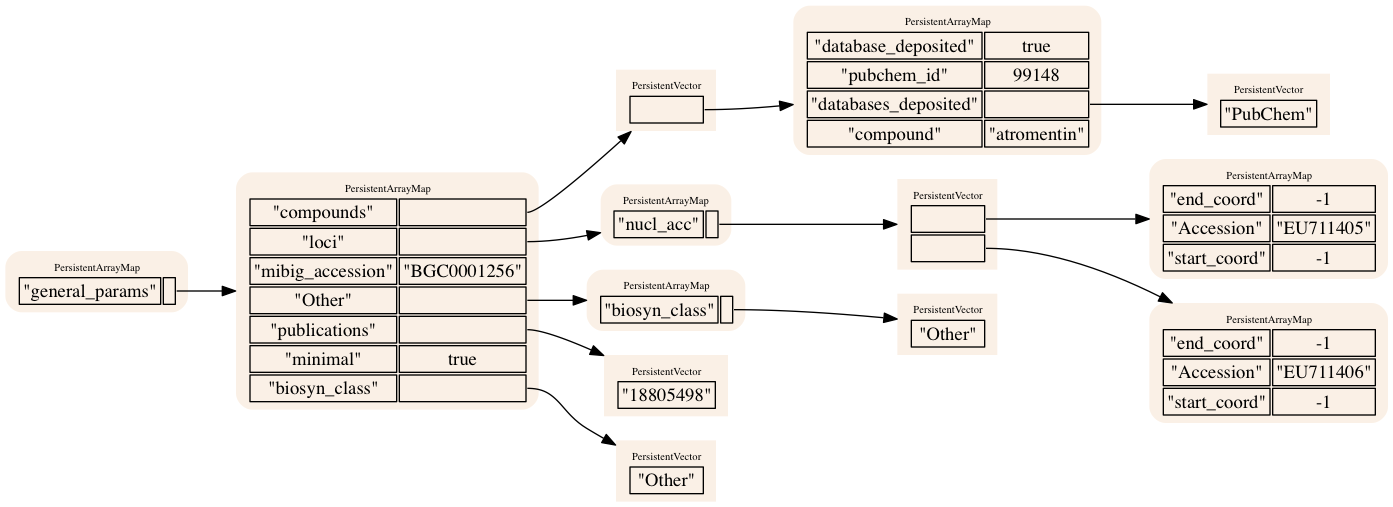 PersistentArrayMap
"general_params"
PersistentArrayMap
"compounds"
"loci"
"mibig_accession" "BGC0001256"
"Other"
"publications"
"minimal" true
"biosyn_class"
PersistentVector
PersistentArrayMap
"database_deposited" true
"pubchem_id" 99148
"databases_deposited"
"compound" "atromentin"
PersistentVector
"PubChem"
PersistentArrayMap
"nucl_acc"
PersistentVector
PersistentArrayMap
"end_coord" -1
"Accession" "EU711405"
"start_coord" -1
PersistentArrayMap
"end_coord" -1
"Accession" "EU711406"
"start_coord" -1
PersistentArrayMap
"biosyn_class"
PersistentVector
"Other"
PersistentVector
"18805498"
PersistentVector
"Other"